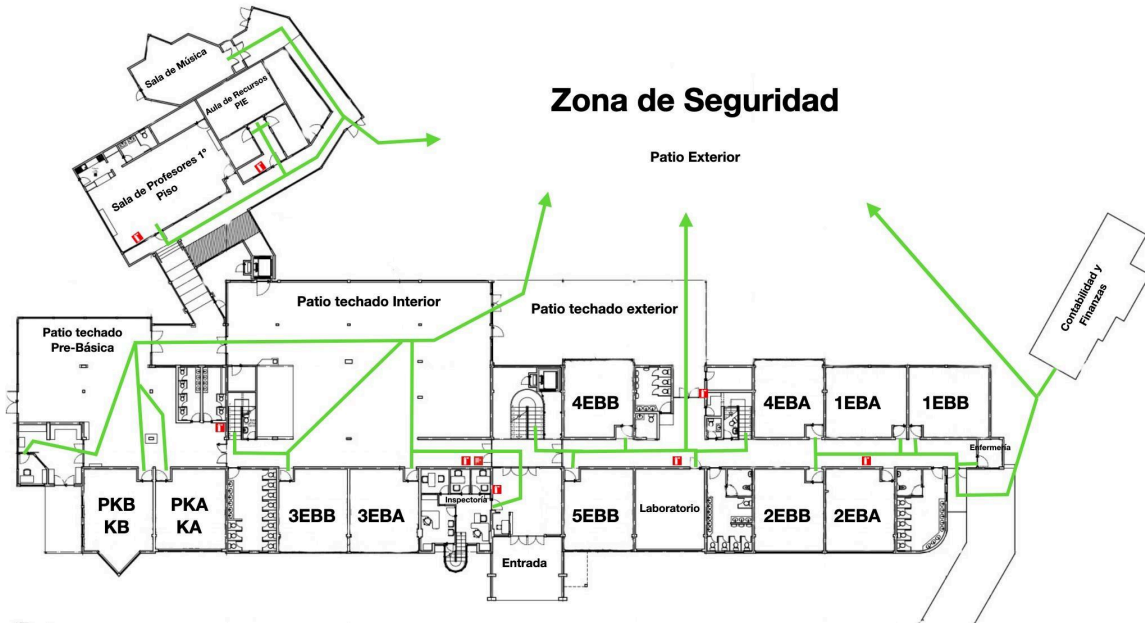 Zona de Seguridad
Patio Exterior
Sala de Música
Aula de Recursos
PIE
Sala de Profesores 1º
Piso
Contabilidad y
Finanzas
Patio techado
Pre-Básica
Patio techado Interior
Patio techado exterior
4EBB
4EBA
1EBA
1EBB
Enfermería
PKB
KB
PKA
KA
3EBB
3EBA
Inspectoría
5EBB
Laboratorio
2EBB
2EBA
Entrada